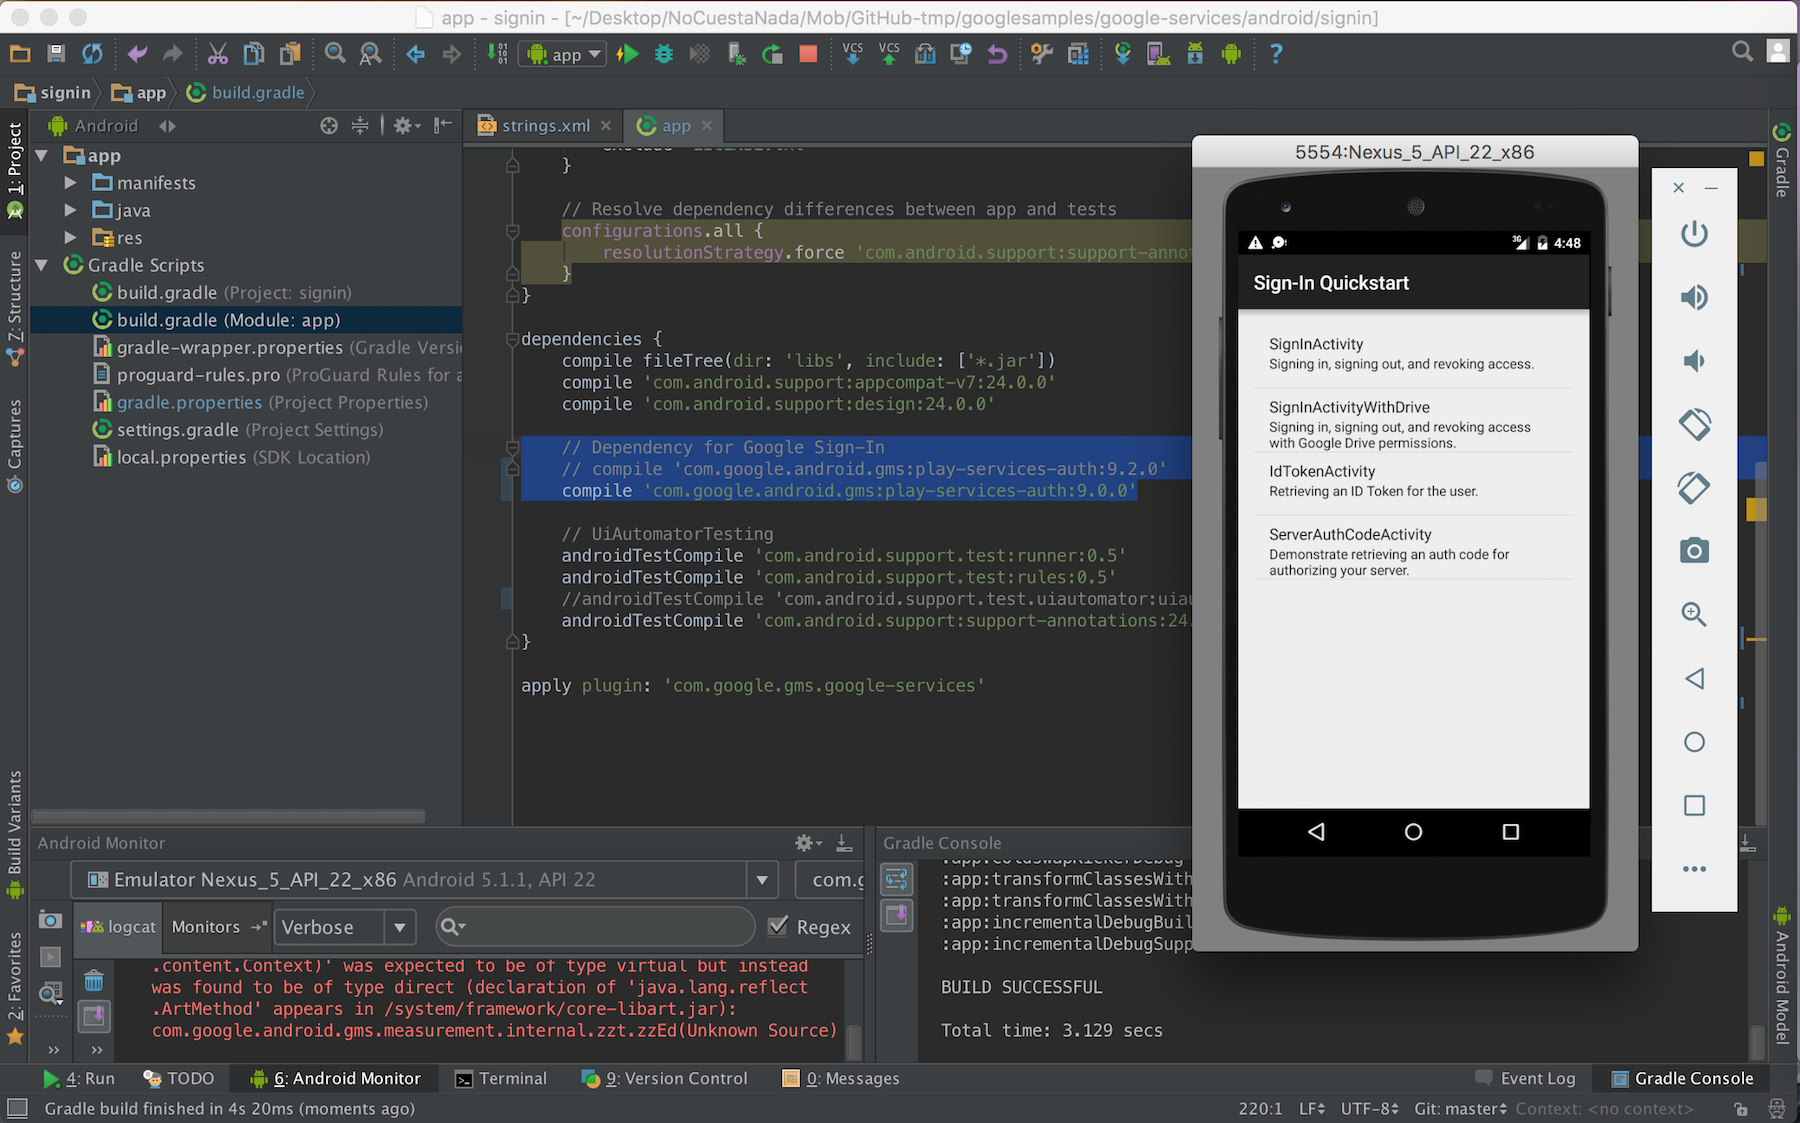 app - signin - [~/Desktop/NoCuestaNada/Mob/GitHub-tmp/googlesamples/google-services/android/signin]
app
VCS
VCS
?
signin
app
build.gradle
1: Project
Z: Structure
Captures
Build Variants
2: Favorites
Android
app
manifests
java
res
Gradle Scripts
build.gradle (Project: signin)
build.gradle (Module: app)
gradle-wrapper.properties (Gradle Versi
proguard-rules.pro (ProGuard Rules for a
gradle.properties (Project Properties)
settings.gradle (Project Settings)
local.properties (SDK Location)
strings.xml
app
}
// Resolve dependency differences between app and tests
configurations.all {
resolutionStrategy.force 'com.android.support:support-annot
}
}
dependencies {
compile fileTree(dir: 'libs', include: ['*.jar'])
compile 'com.android.support:appcompat-v7:24.0.0'
compile 'com.android.support:design:24.0.0'
// Dependency for Google Sign-In
// compile 'com.google.android.gms:play-services-auth:9.2.0'
compile 'com.google.android.gms:play-services-auth:9.0.0'
// UiAutomatorTesting
androidTestCompile 'com.android.support.test:runner:0.5'
androidTestCompile 'com.android.support.test:rules:0.5'
//androidTestCompile 'com.android.support.test.uiautomator:uiau
androidTestCompile 'com.android.support:support-annotations:24.
}
apply plugin: 'com.google.gms.google-services'
5554:Nexus_5_API_22_x86
3G 4:48
Sign-In Quickstart
SignInActivity
Signing in, signing out, and revoking access.
SignInActivityWithDrive
Signing in, signing out, and revoking access
with Google Drive permissions.
IdTokenActivity
Retrieving an ID Token for the user.
ServerAuthCodeActivity
Demonstrate retrieving an auth code for
authorizing your server.
Gradle
Android Model
Android Monitor
Emulator Nexus_5_API_22_x86 Android 5.1.1, API 22
com.g
logcat
Monitors
Verbose
Regex
.content.Context)' was expected to be of type virtual but instead
was found to be of type direct (declaration of 'java.lang.reflect
.ArtMethod' appears in /system/framework/core-libart.jar):
com.google.android.gms.measurement.internal.zzt.zzEd(Unknown Source)
Gradle Console
:app:transformClassesWith
:app:transformClassesWith
:app:incrementalDebugBuil
:app:incrementalDebugSupp
BUILD SUCCESSFUL
Total time: 3.129 secs
4: Run
TODO
6: Android Monitor
Terminal
9: Version Control
0: Messages
Event Log
Gradle Console
Gradle build finished in 4s 20ms (moments ago)
220:1
LF
UTF-8
Git: master
Context: <no context>